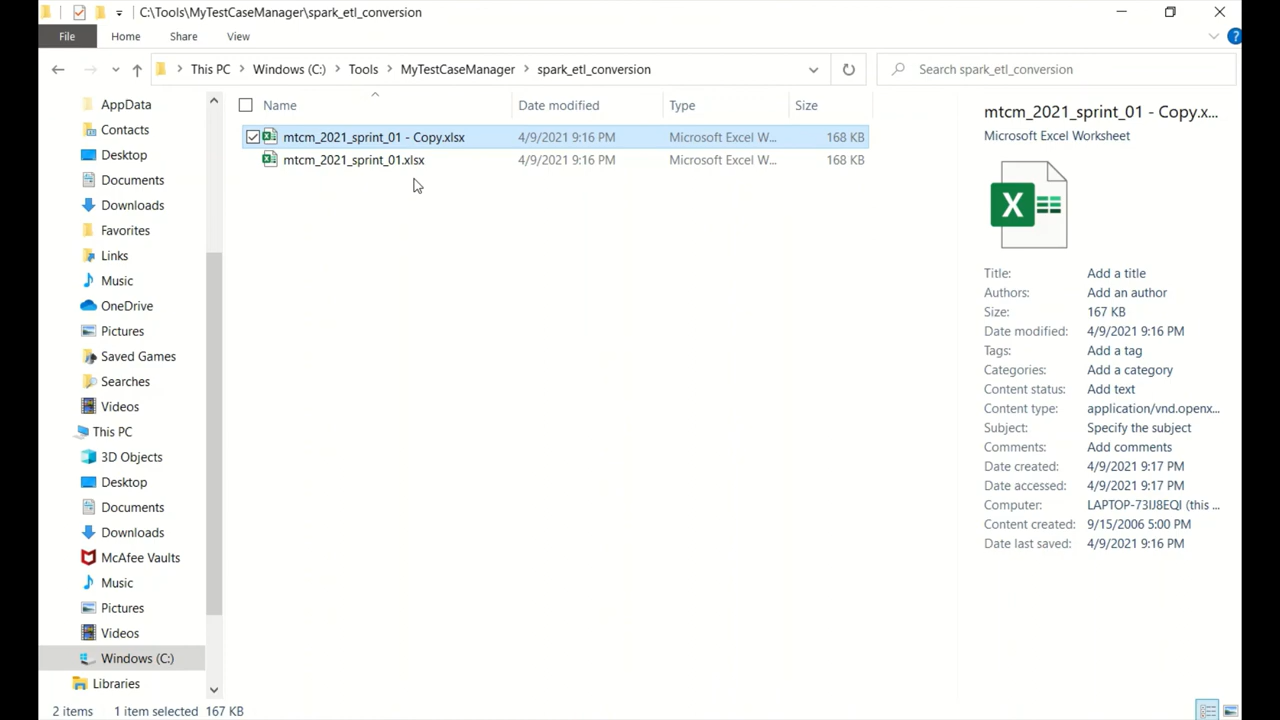 C:\Tools\MyTestCaseManager\spark_etl_conversion
File Home Share View
This PC Windows (C:) Tools MyTestCaseManager spark_etl_conversion
Search spark_etl_conversion
AppData
Contacts
Desktop
Documents
Downloads
Favorites
Links
Music
OneDrive
Pictures
Saved Games
Searches
Videos
This PC
3D Objects
Desktop
Documents
Downloads
McAfee Vaults
Music
Pictures
Videos
Windows (C:)
Libraries
Name Date modified Type Size
mtcm_2021_sprint_01 - Copy.xlsx 4/9/2021 9:16 PM Microsoft Excel W... 168 KB
mtcm_2021_sprint_01.xlsx 4/9/2021 9:16 PM Microsoft Excel W... 168 KB
mtcm_2021_sprint_01 - Copy.x...
Microsoft Excel Worksheet
X
Title: Add a title
Authors: Add an author
Size: 167 KB
Date modified: 4/9/2021 9:16 PM
Tags: Add a tag
Categories: Add a category
Content status: Add text
Content type: application/vnd.openx...
Subject: Specify the subject
Comments: Add comments
Date created: 4/9/2021 9:17 PM
Date accessed: 4/9/2021 9:17 PM
Computer: LAPTOP-73IJ8EQI (this ...
Content created: 9/15/2006 5:00 PM
Date last saved: 4/9/2021 9:16 PM
2 items 1 item selected 167 KB